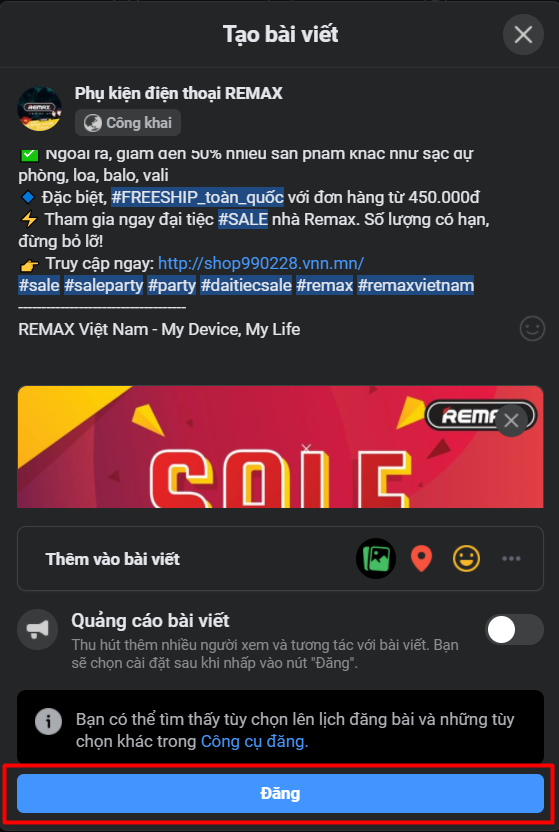 Tạo bài viết
Phụ kiện điện thoại REMAX
Công khai
✅ Ngoài ra, giảm đến 50% nhiều sản phẩm khác như sạc dự
phòng, loa, balo, vali
🔹 Đặc biệt, #FREESHIP_toàn_quốc với đơn hàng từ 450.000đ
⚡ Tham gia ngay đại tiệc #SALE nhà Remax. Số lượng có hạn,
đừng bỏ lỡ!
👉 Truy cập ngay: http://shop990228.vnn.mn/
#sale #saleparty #party #daitiecsale #remax #remaxvietnam
------------------------------------
REMAX Việt Nam - My Device, My Life
REMAX
SALE
Thêm vào bài viết
Quảng cáo bài viết
Thu hút thêm nhiều người xem và tương tác với bài viết. Bạn
sẽ chọn cài đặt sau khi nhấp vào nút "Đăng".
Bạn có thể tìm thấy tùy chọn lên lịch đăng bài và những tùy
chọn khác trong Công cụ đăng.
Đăng